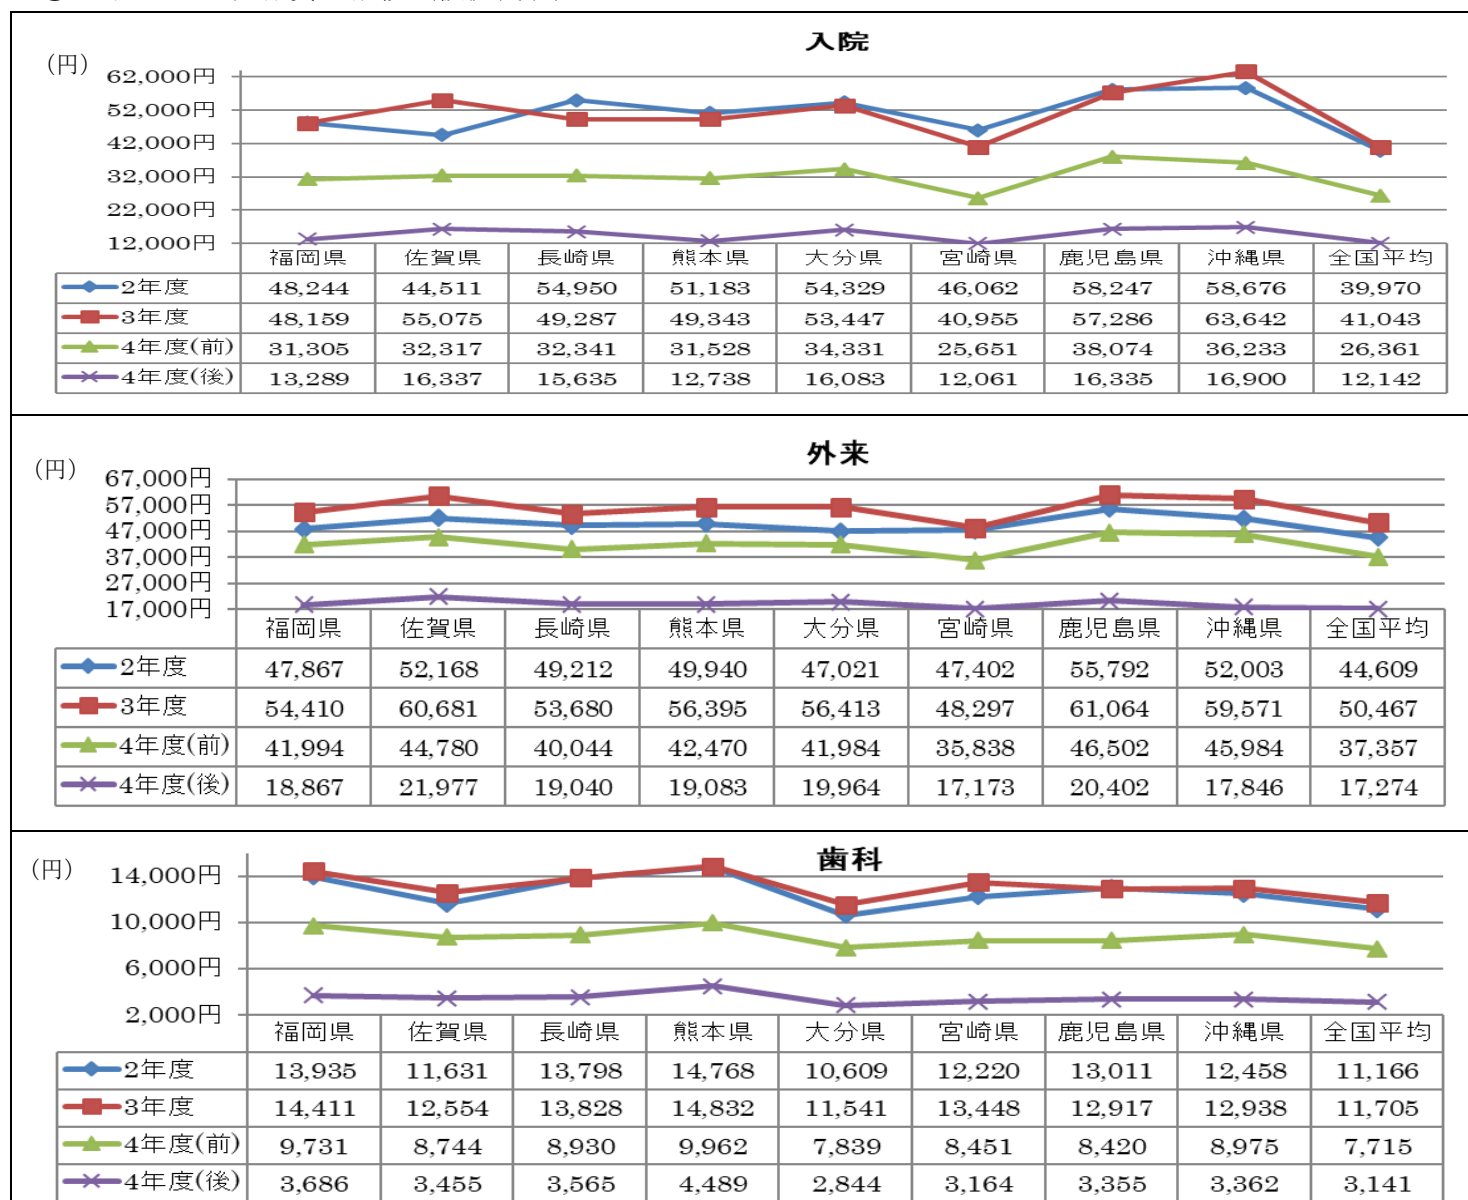 入院
(円)
62,000円
52,000円
42,000円
32,000円
22,000円
12,000円
福岡県 佐賀県 長崎県 熊本県 大分県 宮崎県 鹿児島県 沖縄県 全国平均
2年度 48,244 44,511 54,950 51,183 54,329 46,062 58,247 58,676 39,970
3年度 48,159 55,075 49,287 49,343 53,447 40,955 57,286 63,642 41,043
4年度(前) 31,305 32,317 32,341 31,528 34,331 25,651 38,074 36,233 26,361
4年度(後) 13,289 16,337 15,635 12,738 16,083 12,061 16,335 16,900 12,142
外来
(円)
67,000円
57,000円
47,000円
37,000円
27,000円
17,000円
福岡県 佐賀県 長崎県 熊本県 大分県 宮崎県 鹿児島県 沖縄県 全国平均
2年度 47,867 52,168 49,212 49,940 47,021 47,402 55,792 52,003 44,609
3年度 54,410 60,681 53,680 56,395 56,413 48,297 61,064 59,571 50,467
4年度(前) 41,994 44,780 40,044 42,470 41,984 35,838 46,502 45,984 37,357
4年度(後) 18,867 21,977 19,040 19,083 19,964 17,173 20,402 17,846 17,274
歯科
(円)
14,000円
10,000円
6,000円
2,000円
福岡県 佐賀県 長崎県 熊本県 大分県 宮崎県 鹿児島県 沖縄県 全国平均
2年度 13,935 11,631 13,798 14,768 10,609 12,220 13,011 12,458 11,166
3年度 14,411 12,554 13,828 14,832 11,541 13,448 12,917 12,938 11,705
4年度(前) 9,731 8,744 8,930 9,962 7,839 8,451 8,420 8,975 7,715
4年度(後) 3,686 3,455 3,565 4,489 2,844 3,164 3,355 3,362 3,141